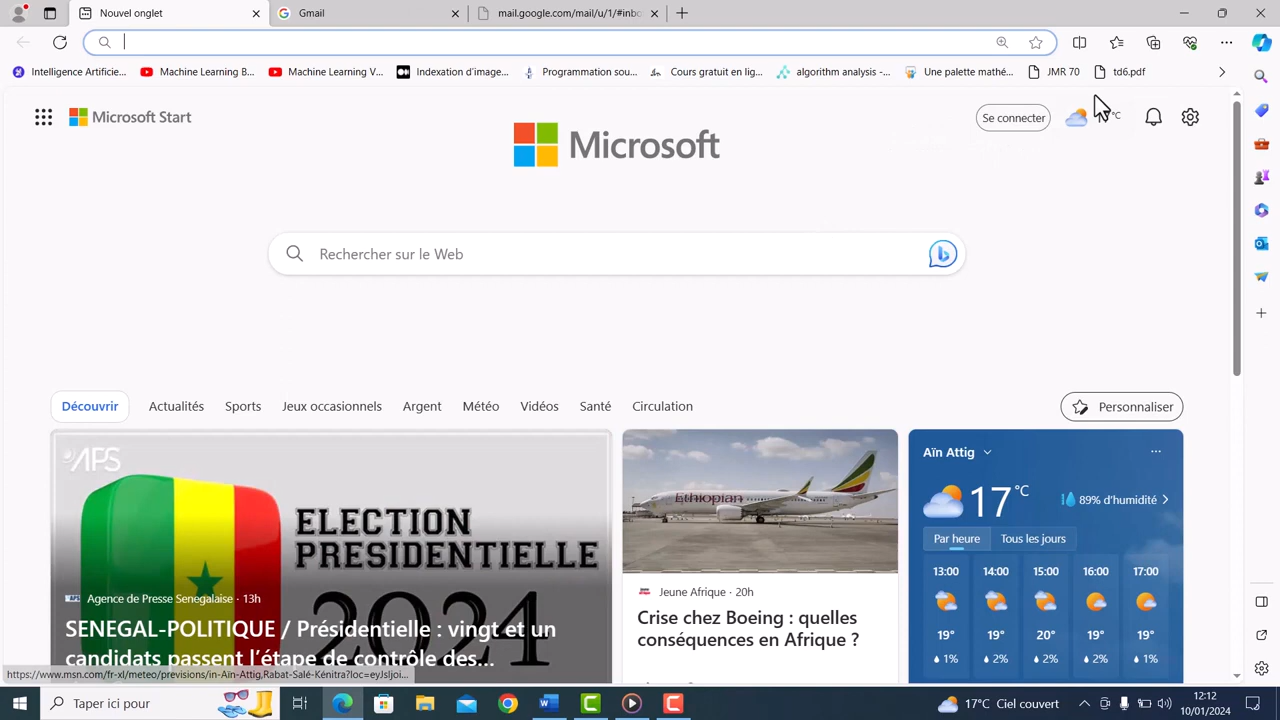 Nouvel onglet
Gmail
mail.google.com/mail/u/1/#inbo
Intelligence Artificie...
Machine Learning B...
Machine Learning V...
Indexation d'image...
Programmation sou...
Cours gratuit en lig...
algorithm analysis -...
Une palette mathé...
JMR 70
td6.pdf
Microsoft Start
Se connecter
°C
Microsoft
Rechercher sur le Web
Découvrir
Actualités
Sports
Jeux occasionnels
Argent
Météo
Vidéos
Santé
Circulation
Personnaliser
APS
ELECTION
PRESIDENTIELLE
2024
Agence de Presse Senegalaise · 13h
SENEGAL-POLITIQUE / Présidentielle : vingt et un
candidats passent l'étape de contrôle des...
Ethiopian
Jeune Afrique · 20h
Crise chez Boeing : quelles
conséquences en Afrique ?
Aïn Attig
17 °C
89% d'humidité
Par heure
Tous les jours
13:00 14:00 15:00 16:00 17:00
19° 19° 20° 19° 19°
1% 2% 2% 2% 1%
https://www.msn.com/fr-xl/meteo/previsions/in-Aïn-Attig,Rabat-Salé-Kénitra?loc=eyJsIjoi...
Taper ici pour
17°C Ciel couvert
12:12
10/01/2024